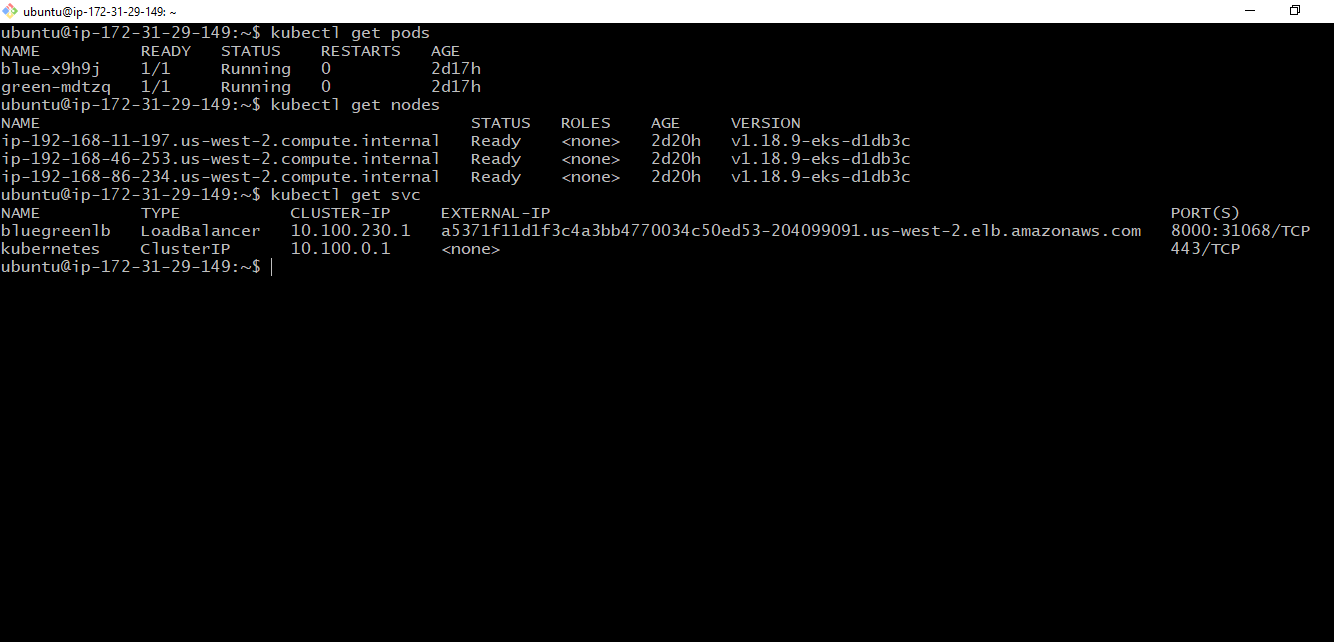 ubuntu@ip-172-31-29-149: ~
ubuntu@ip-172-31-29-149:~$ kubectl get pods
NAME READY STATUS RESTARTS AGE
blue-x9h9j 1/1 Running 0 2d17h
green-mdtzq 1/1 Running 0 2d17h
ubuntu@ip-172-31-29-149:~$ kubectl get nodes
NAME STATUS ROLES AGE VERSION
ip-192-168-11-197.us-west-2.compute.internal Ready <none> 2d20h v1.18.9-eks-d1db3c
ip-192-168-46-253.us-west-2.compute.internal Ready <none> 2d20h v1.18.9-eks-d1db3c
ip-192-168-86-234.us-west-2.compute.internal Ready <none> 2d20h v1.18.9-eks-d1db3c
ubuntu@ip-172-31-29-149:~$ kubectl get svc
NAME TYPE CLUSTER-IP EXTERNAL-IP PORT(S)
bluegreenlb LoadBalancer 10.100.230.1 a5371f11d1f3c4a3bb4770034c50ed53-204099091.us-west-2.elb.amazonaws.com 8000:31068/TCP
kubernetes ClusterIP 10.100.0.1 <none> 443/TCP
ubuntu@ip-172-31-29-149:~$